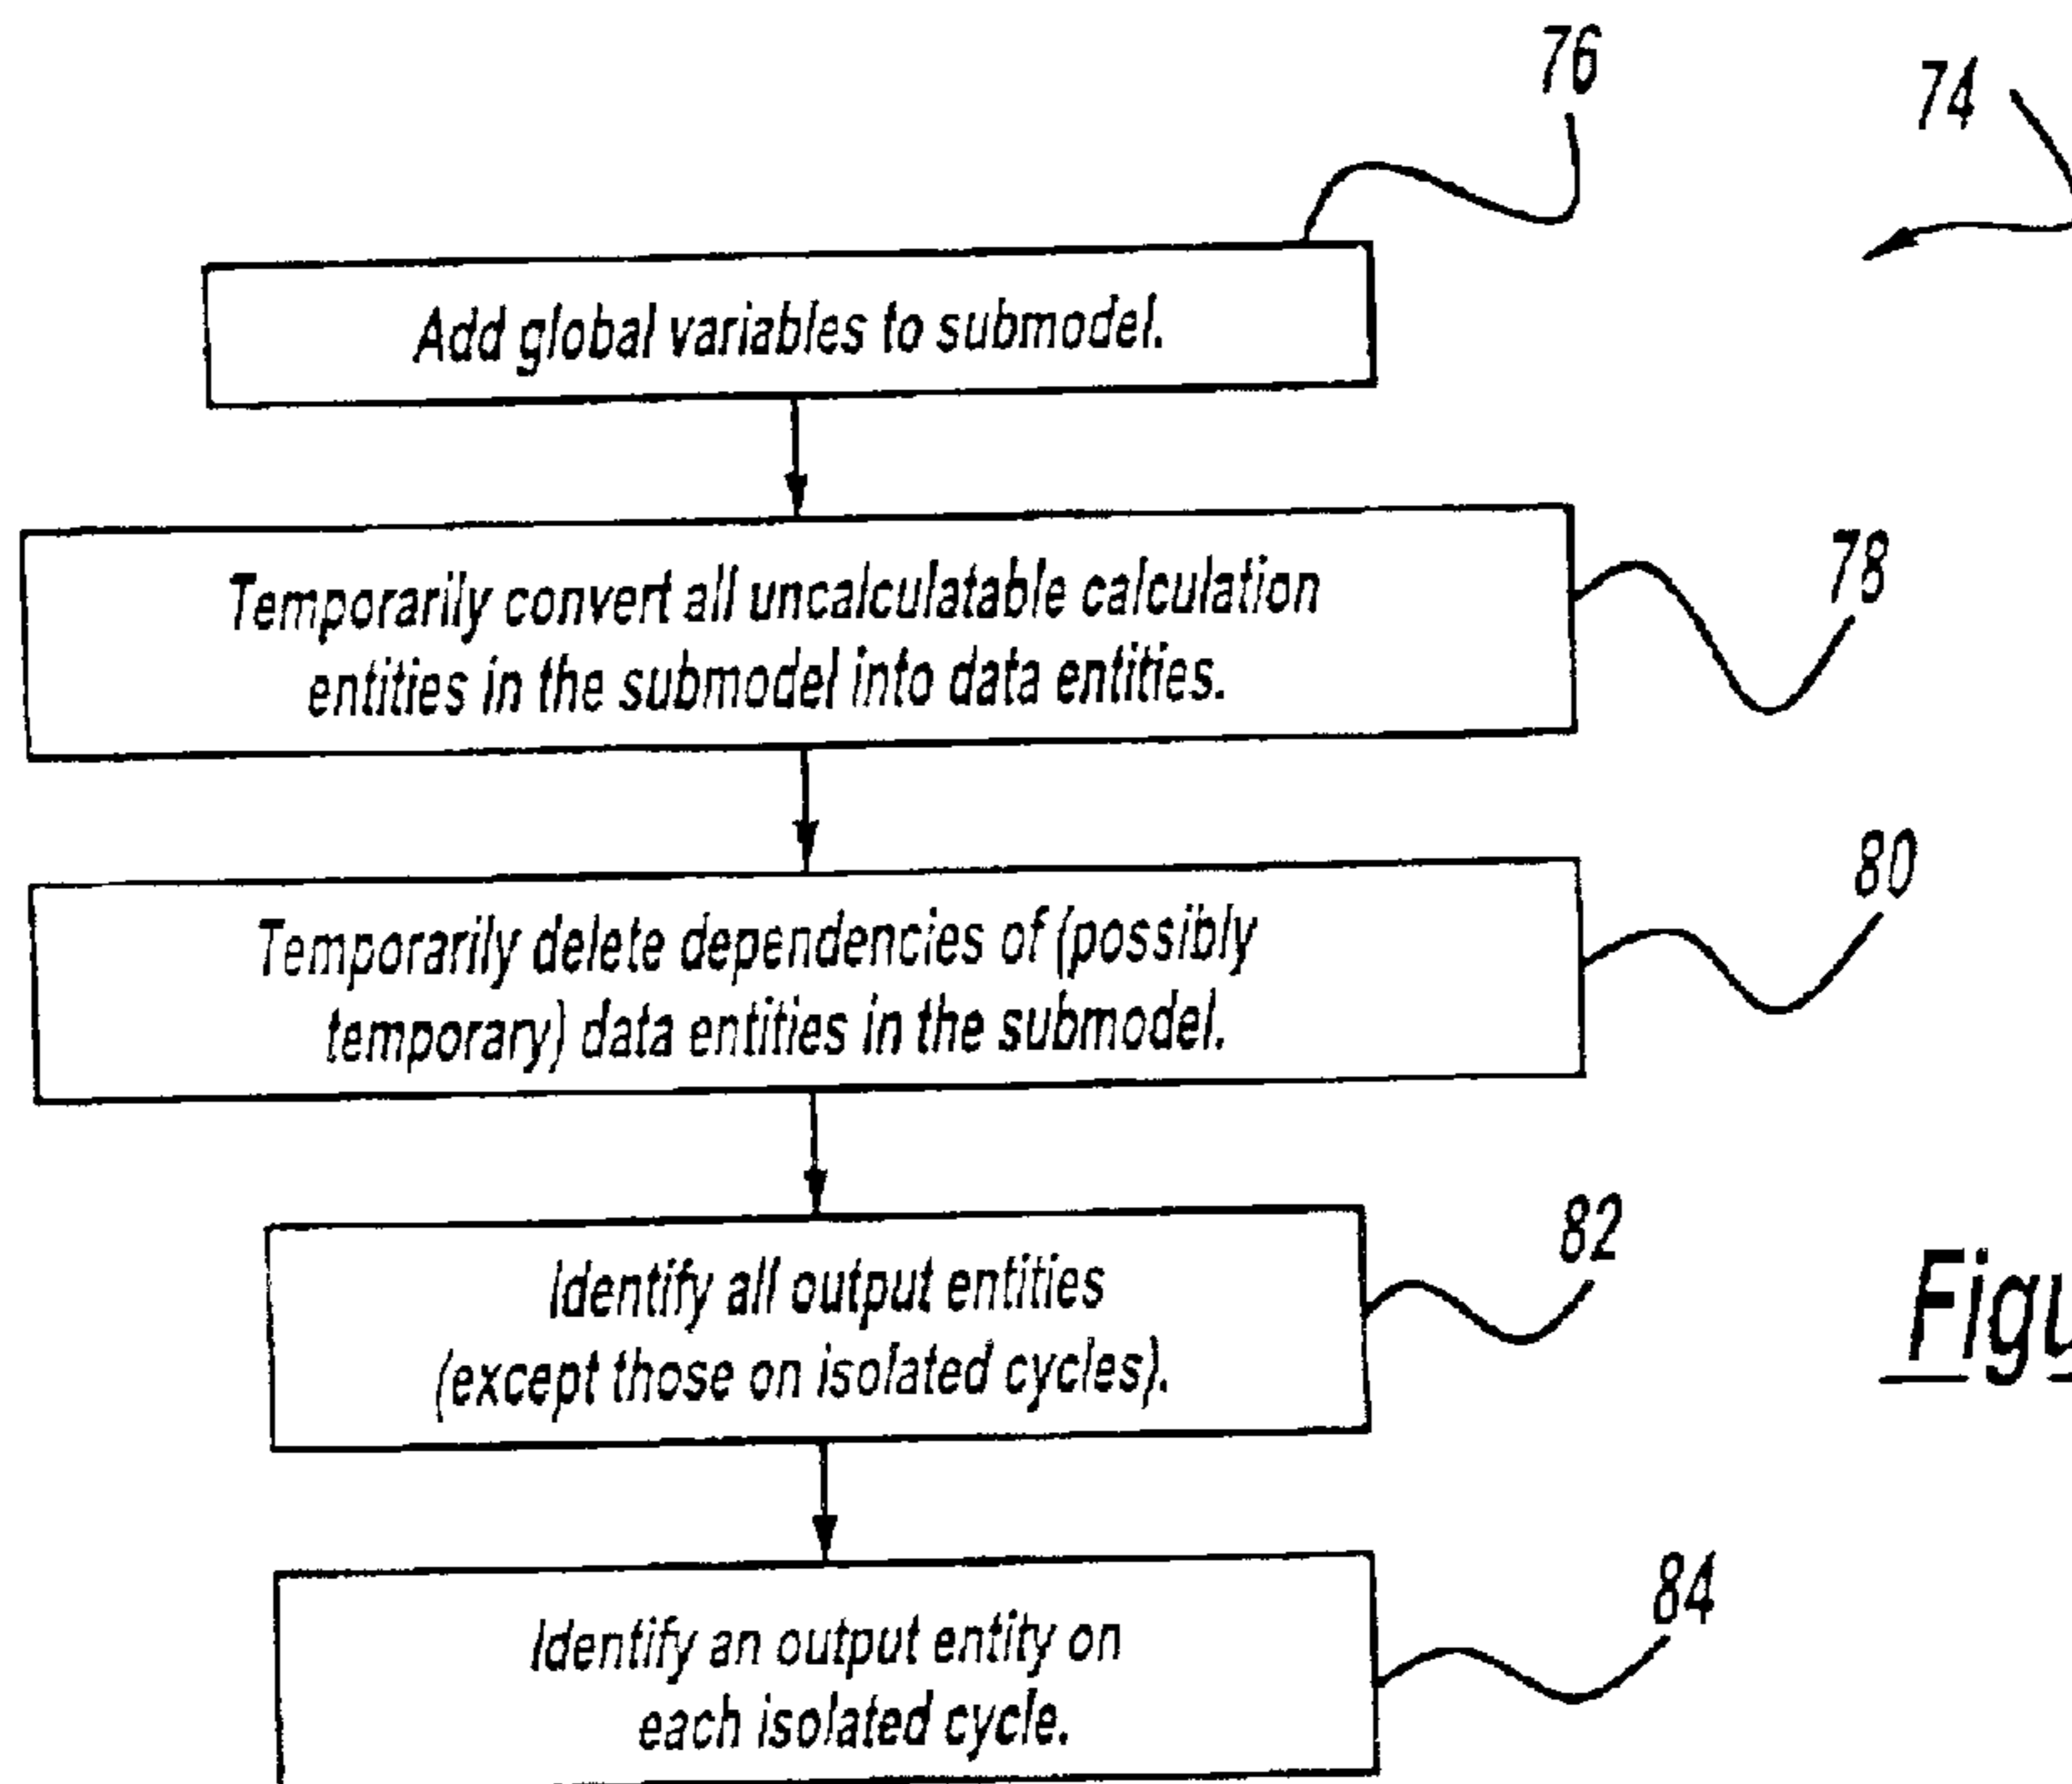 76
74
Add global variables to submodel.
Temporarily convert all uncalculatable calculation
entities in the submodel into data entities.
78
Temporarily delete dependencies of (possibly
temporary) data entities in the submodel.
80
Identify all output entities
(except those on isolated cycles).
82
Figu
Identify an output entity on
each isolated cycle.
84